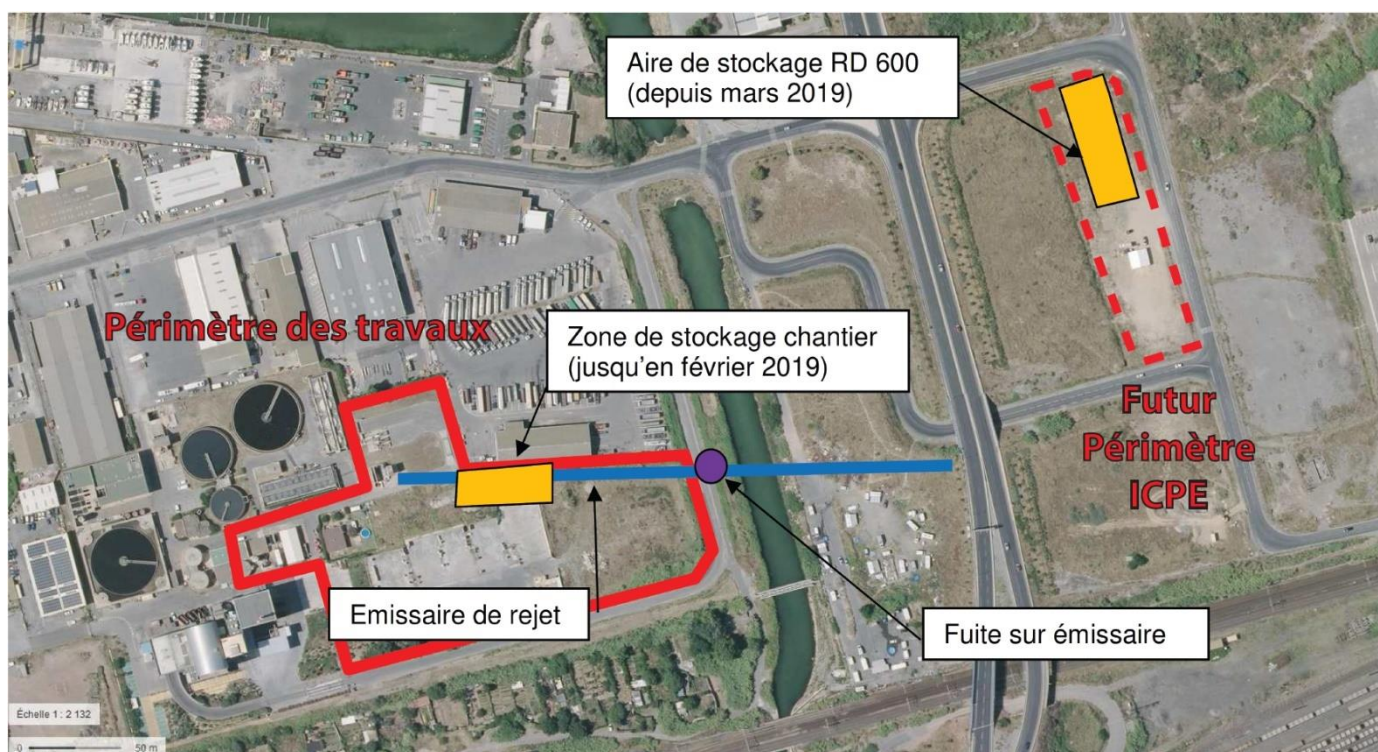 Aire de stockage RD 600
(depuis mars 2019)
Périmètre des travaux
Zone de stockage chantier
(jusqu’en février 2019)
Futur
Périmètre
ICPE
Emissaire de rejet
Fuite sur émissaire
Échelle 1 : 2 132
0 50 m